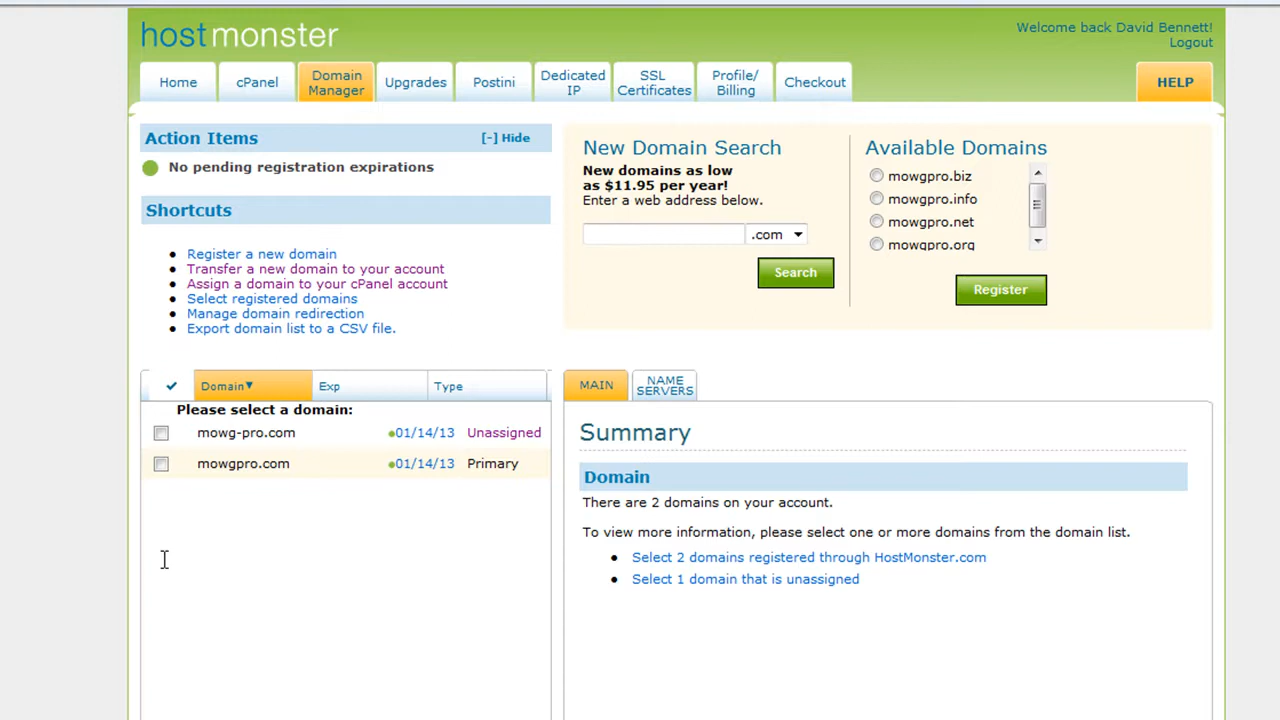 hostmonster
Welcome back David Bennett!
Logout
Home
cPanel
Domain
Manager
Upgrades
Postini
Dedicated
IP
SSL
Certificates
Profile/
Billing
Checkout
HELP
Action Items
[-] Hide
No pending registration expirations
Shortcuts
Register a new domain
Transfer a new domain to your account
Assign a domain to your cPanel account
Select registered domains
Manage domain redirection
Export domain list to a CSV file.
New Domain Search
New domains as low
as $11.95 per year!
Enter a web address below.
.com
Search
Available Domains
mowgpro.biz
mowgpro.info
mowgpro.net
mowgpro.org
Register
Domain▼ Exp Type
Please select a domain:
mowg-pro.com 01/14/13 Unassigned
mowgpro.com 01/14/13 Primary
MAIN
NAME
SERVERS
Summary
Domain
There are 2 domains on your account.
To view more information, please select one or more domains from the domain list.
Select 2 domains registered through HostMonster.com
Select 1 domain that is unassigned